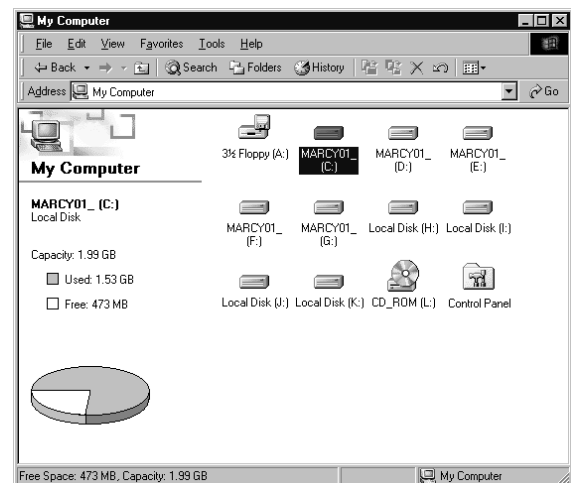 My Computer
File Edit View Favorites Tools Help
Back Search Folders History
Address My Computer Go
My Computer
MARCY01_ (C:)
Local Disk
Capacity: 1.99 GB
Used: 1.53 GB
Free: 473 MB
3½ Floppy (A:) MARCY01_ (C:) MARCY01_ (D:) MARCY01_ (E:)
MARCY01_ (F:) MARCY01_ (G:) Local Disk (H:) Local Disk (I:)
Local Disk (J:) Local Disk (K:) CD_ROM (L:) Control Panel
Free Space: 473 MB, Capacity: 1.99 GB My Computer